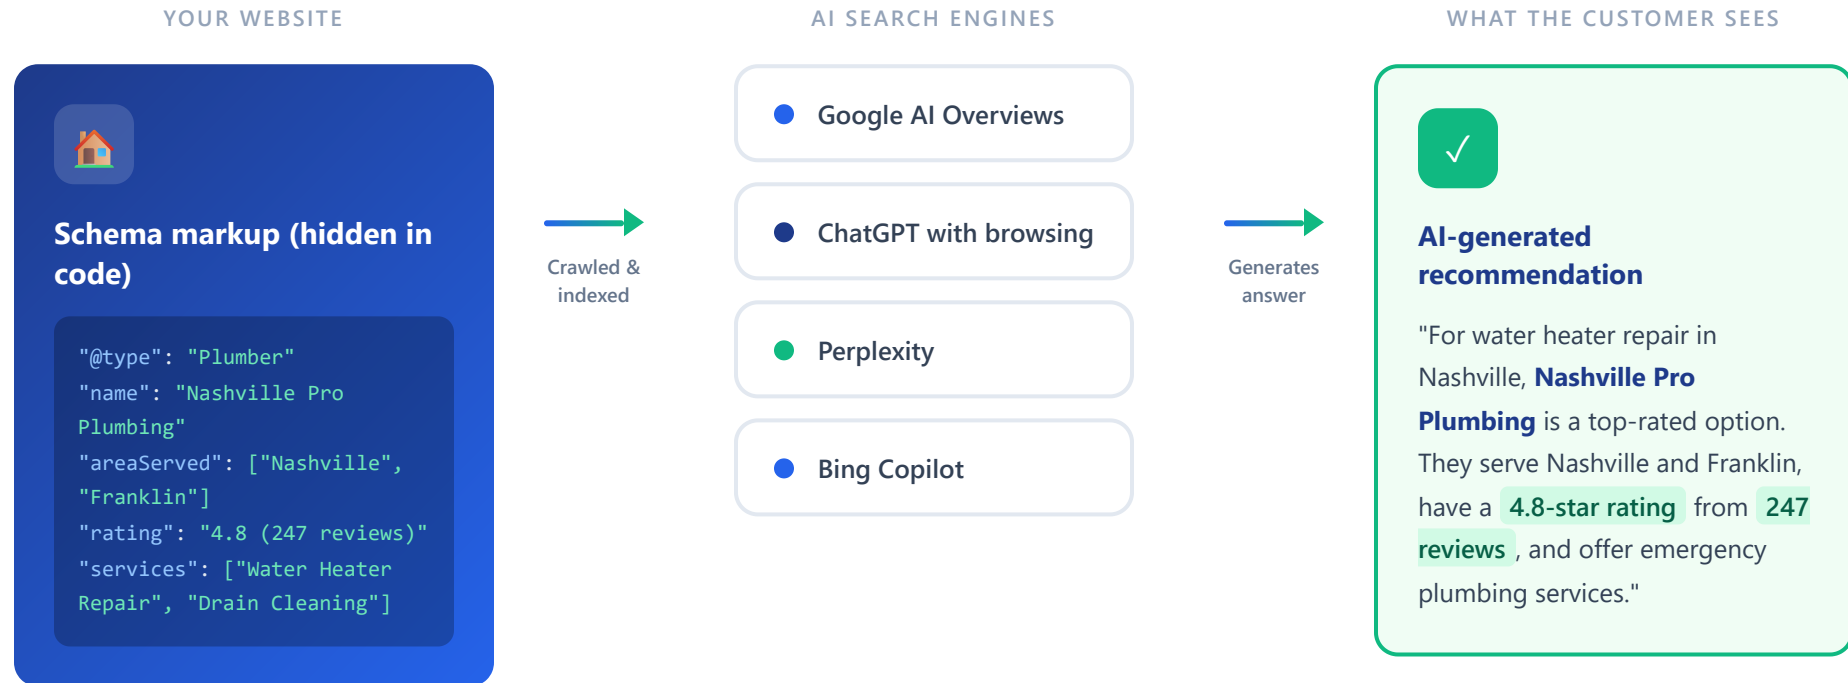 YOUR WEBSITE
Schema markup (hidden in
code)
"@type": "Plumber"
"name": "Nashville Pro
Plumbing"
"areaServed": ["Nashville",
"Franklin"]
"rating": "4.8 (247 reviews)"
"services": ["Water Heater
Repair", "Drain Cleaning"]
Crawled &
indexed
AI SEARCH ENGINES
Google AI Overviews
ChatGPT with browsing
Perplexity
Bing Copilot
Generates
answer
WHAT THE CUSTOMER SEES
✓
AI-generated
recommendation
"For water heater repair in
Nashville, Nashville Pro
Plumbing is a top-rated option.
They serve Nashville and Franklin,
have a 4.8-star rating from 247
reviews, and offer emergency
plumbing services."